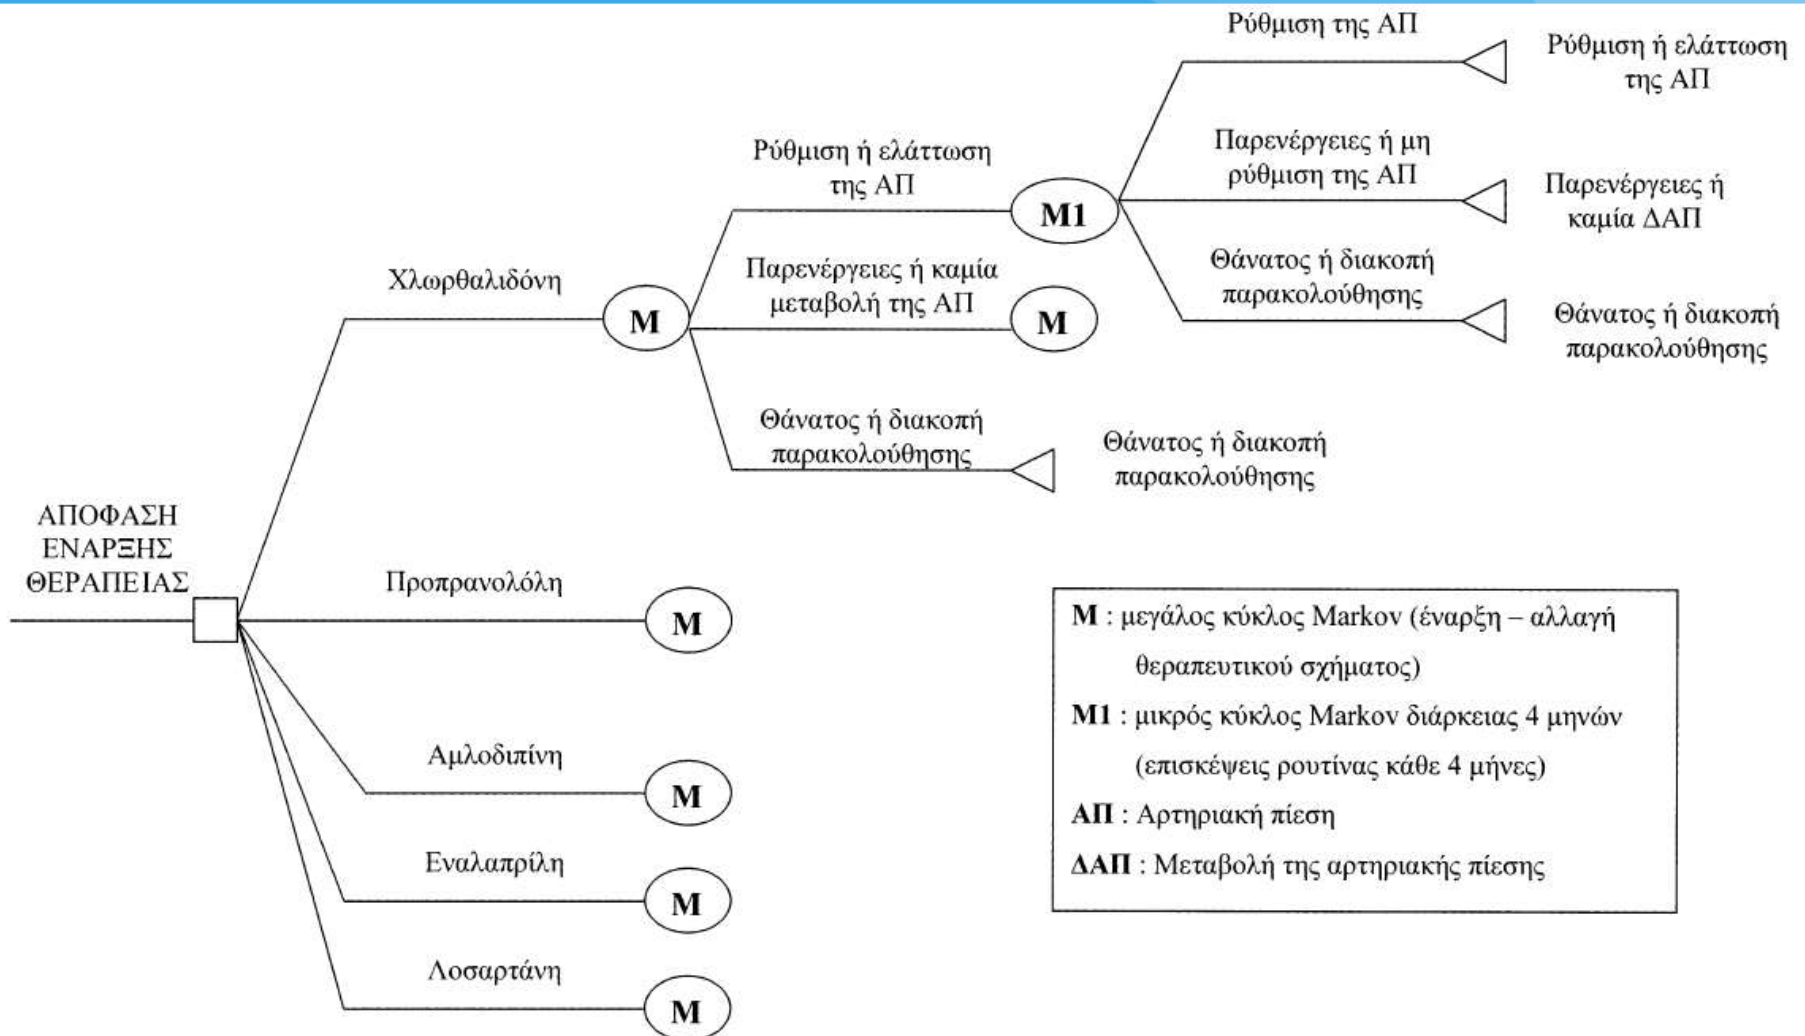 Ρύθμιση της ΑΠ
Ρύθμιση ή ελάττωση
της ΑΠ
Παρενέργειες ή μη
ρύθμιση της ΑΠ
Παρενέργειες ή
καμία ΔΑΠ
Θάνατος ή διακοπή
παρακολούθησης
Θάνατος ή διακοπή
παρακολούθησης
Ρύθμιση ή ελάττωση
της ΑΠ
M1
Παρενέργειες ή καμία
μεταβολή της ΑΠ
M
Χλωρθαλιδόνη
M
Θάνατος ή διακοπή
παρακολούθησης
Θάνατος ή διακοπή
παρακολούθησης
ΑΠΟΦΑΣΗ
ΕΝΑΡΞΗΣ
ΘΕΡΑΠΕΙΑΣ
Προπρανολόλη
M
Αμλοδιπίνη
M
Εναλαπρίλη
M
Λοσαρτάνη
M
M : μεγάλος κύκλος Markov (έναρξη – αλλαγή
θεραπευτικού σχήματος)
M1 : μικρός κύκλος Markov διάρκειας 4 μηνών
(επισκέψεις ρουτίνας κάθε 4 μήνες)
ΑΠ : Αρτηριακή πίεση
ΔΑΠ : Μεταβολή της αρτηριακής πίεσης